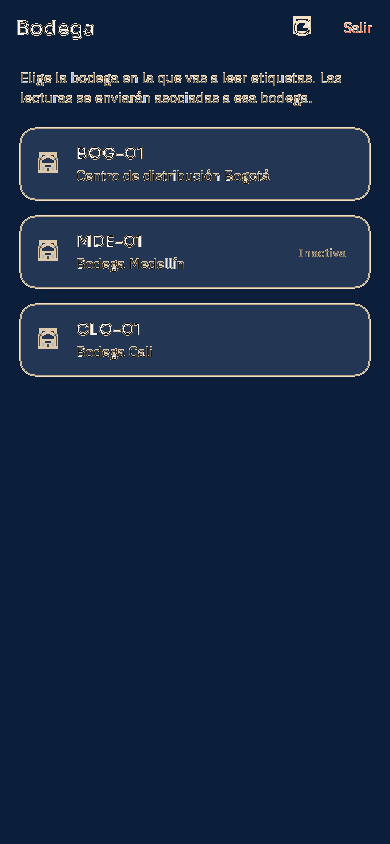 Bodega
Salir
Elige la bodega en la que vas a leer etiquetas. Las
lecturas se enviarán asociadas a esa bodega.
BOG-01
Centro de distribución Bogotá
MDE-01
Bodega Medellín
Inactiva
CLO-01
Bodega Cali